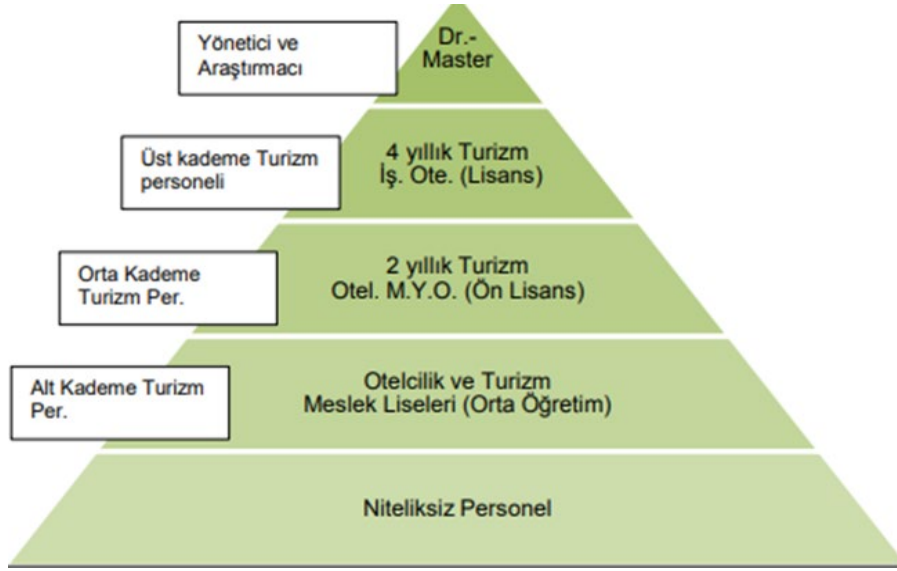 Yönetici ve
Araştırmacı
Dr.-
Master
Üst kademe Turizm
personeli
4 yıllık Turizm
İş. Ote. (Lisans)
Orta Kademe
Turizm Per.
2 yıllık Turizm
Otel. M.Y.O. (Ön Lisans)
Alt Kademe Turizm
Per.
Otelcilik ve Turizm
Meslek Liseleri (Orta Öğretim)
Niteliksiz Personel